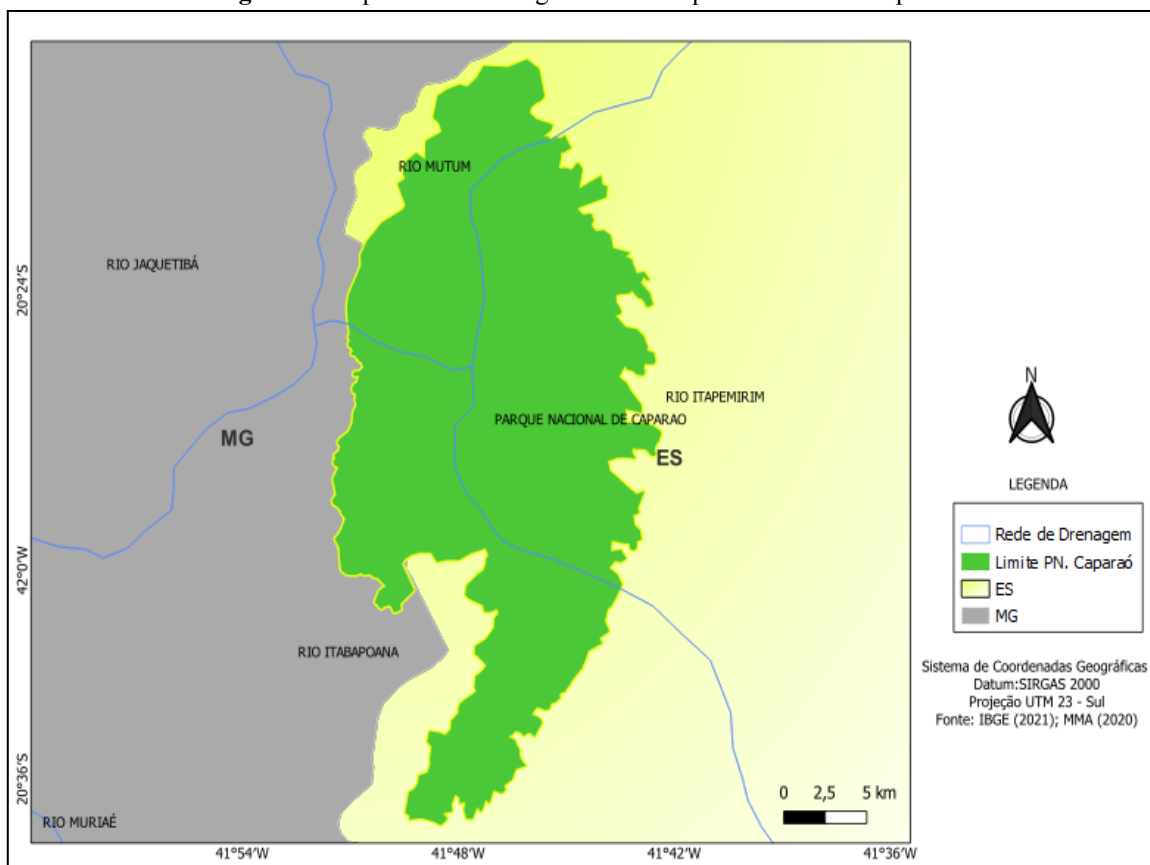 RIO MUTUM
RIO JAQUETIBÁ
RIO ITAPEMIRIM
PARQUE NACIONAL DE CAPARAO
MG
ES
RIO ITABAPOANA
RIO MURIAÉ
20°24'S
42°0'W
20°36'S
41°54'W
41°48'W
41°42'W
41°36'W
0 2,5 5 km
N
LEGENDA
Rede de Drenagem
Limite PN. Caparaó
ES
MG
Sistema de Coordenadas Geográficas
Datum:SIRGAS 2000
Projeção UTM 23 - Sul
Fonte: IBGE (2021); MMA (2020)